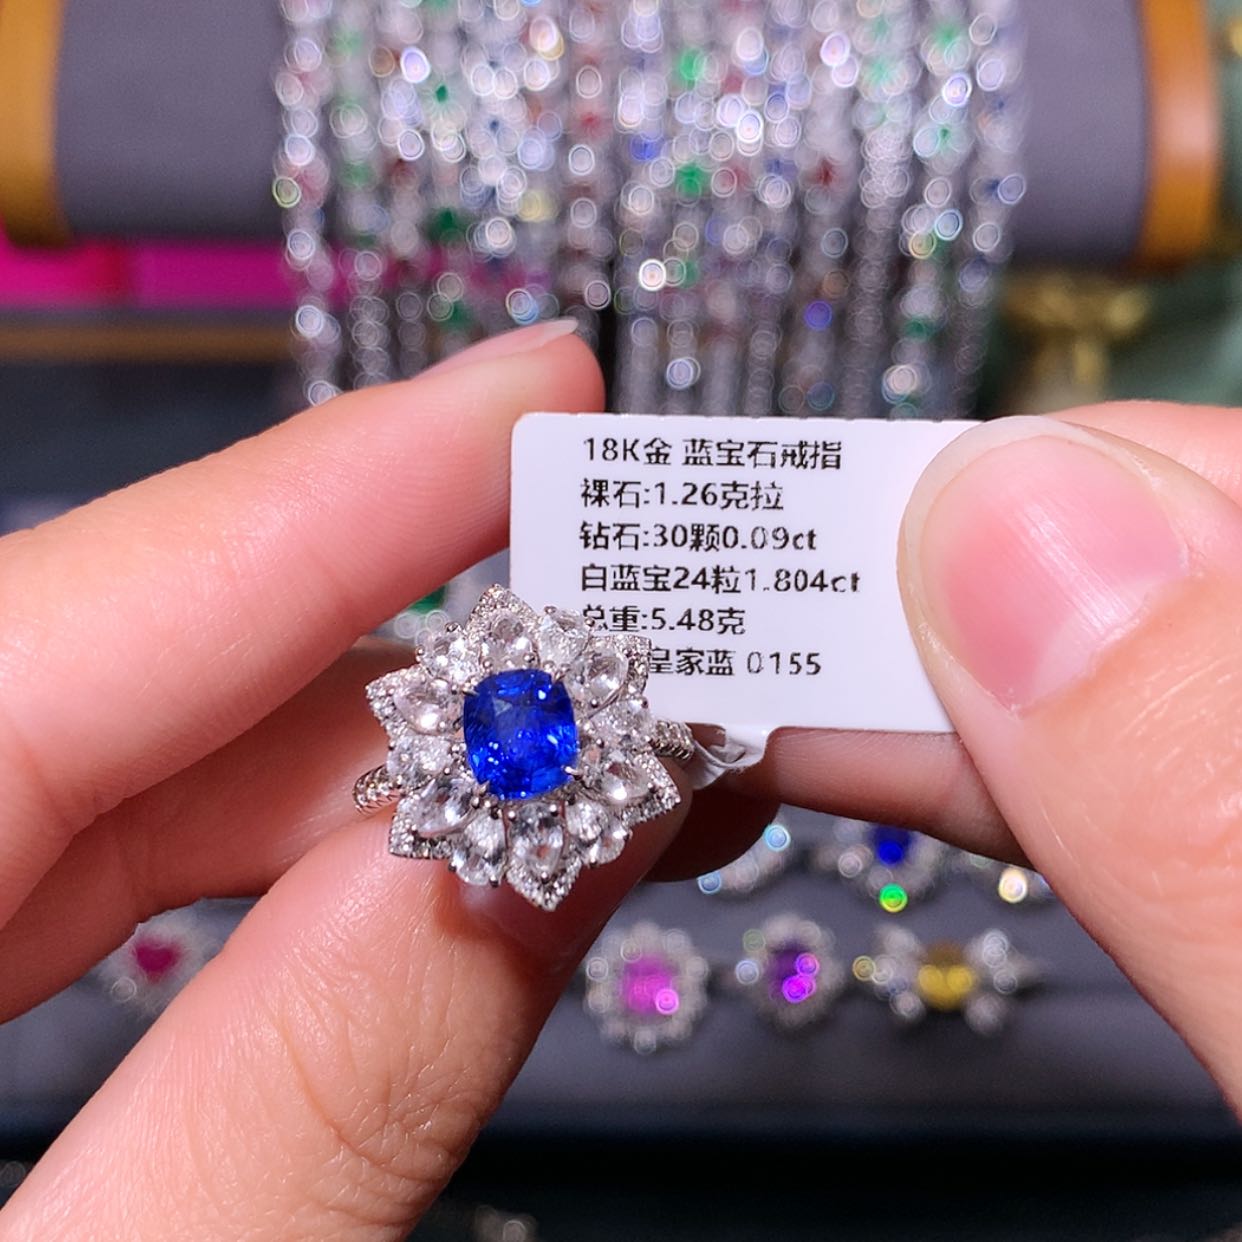 18K金 蓝宝石戒指
裸石:1.26克拉
钻石:30颗0.09ct
白蓝宝24粒1.804ct
总重:5.48克
皇家蓝 0155